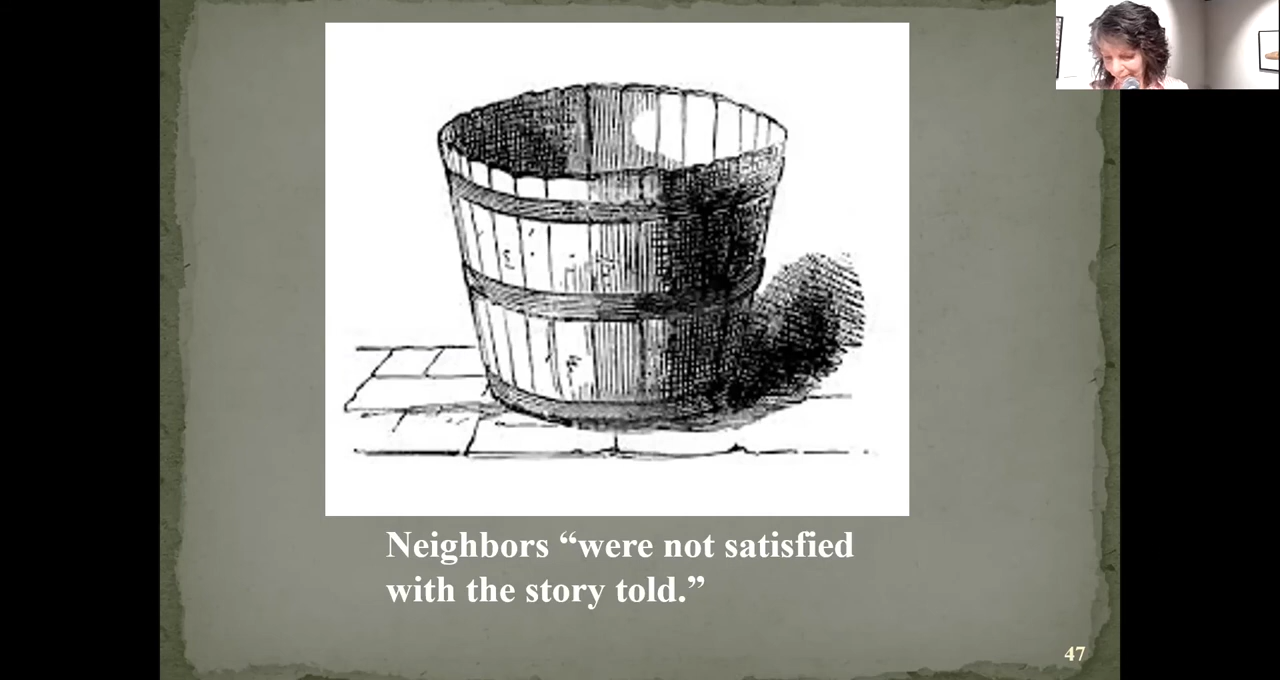 Neighbors “were not satisfied
with the story told.”
47